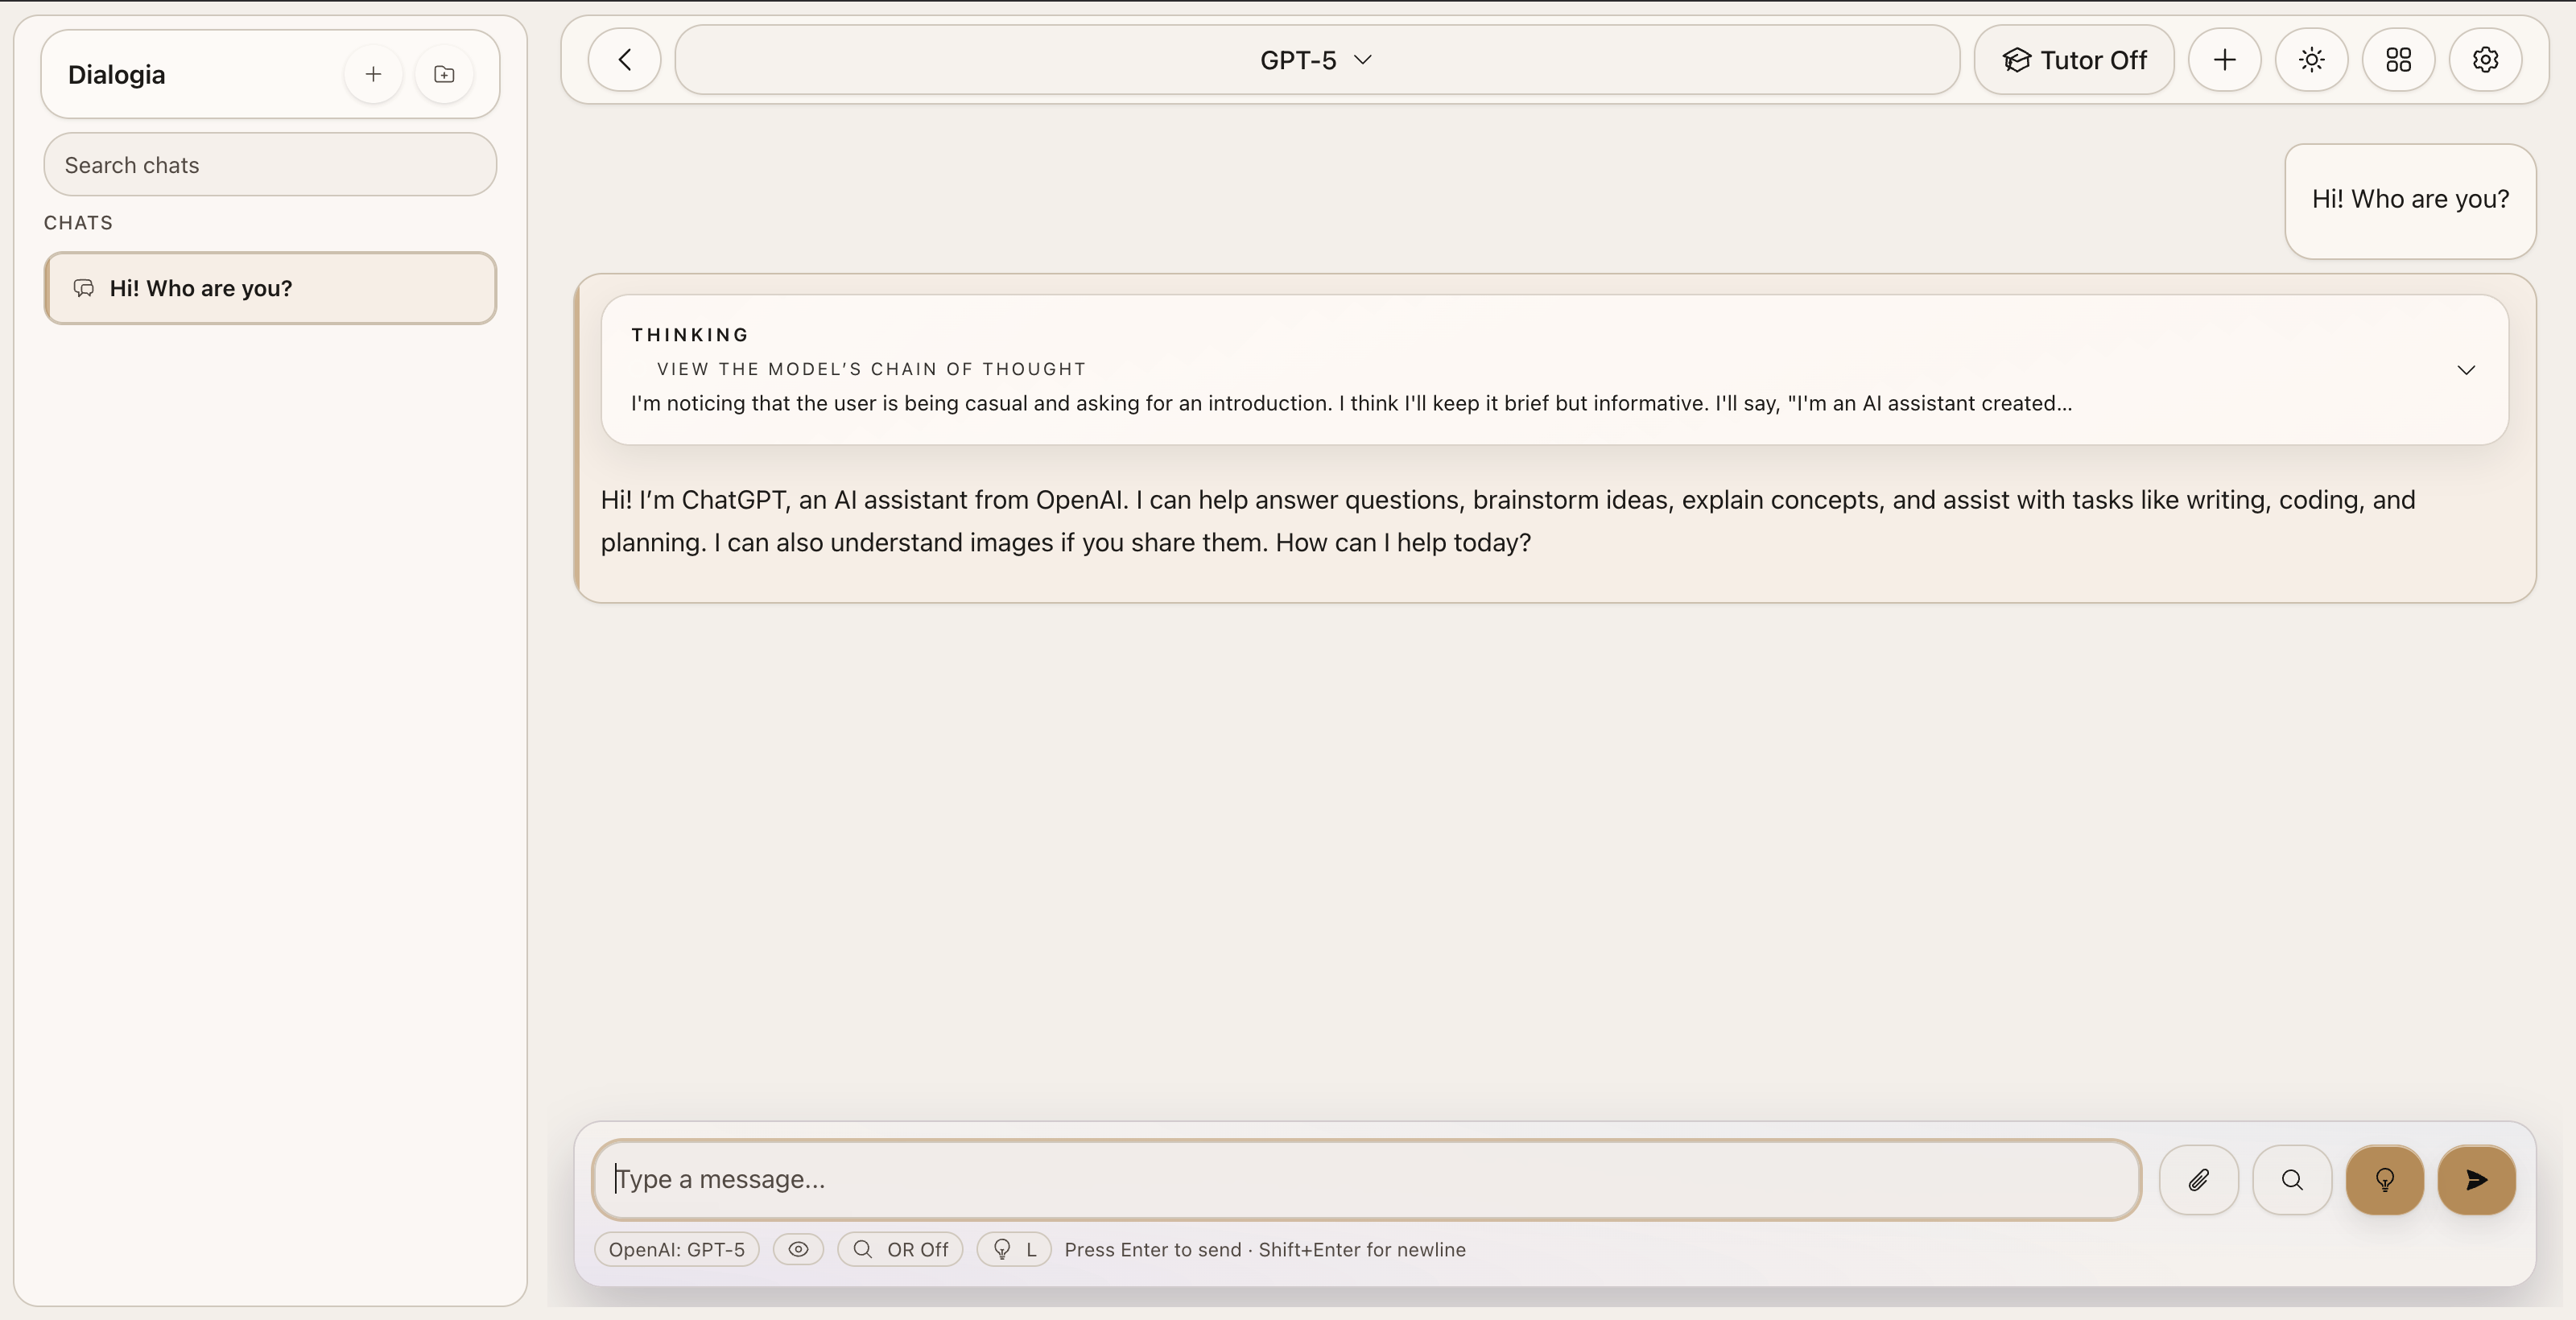 Dialogia
Search chats
CHATS
Hi! Who are you?
GPT-5
Tutor Off
Hi! Who are you?
THINKING
VIEW THE MODEL’S CHAIN OF THOUGHT
I'm noticing that the user is being casual and asking for an introduction. I think I'll keep it brief but informative. I'll say, "I'm an AI assistant created...
Hi! I’m ChatGPT, an AI assistant from OpenAI. I can help answer questions, brainstorm ideas, explain concepts, and assist with tasks like writing, coding, and
planning. I can also understand images if you share them. How can I help today?
Type a message...
OpenAI: GPT-5 OR Off L Press Enter to send · Shift+Enter for newline